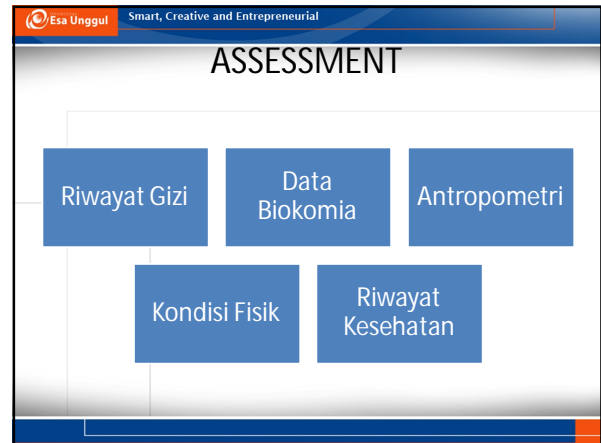 Esa Unggul
Smart, Creative and Entrepreneurial
ASSESSMENT
Riwayat Gizi
Data
Biokomia
Antropometri
Kondisi Fisik
Riwayat
Kesehatan